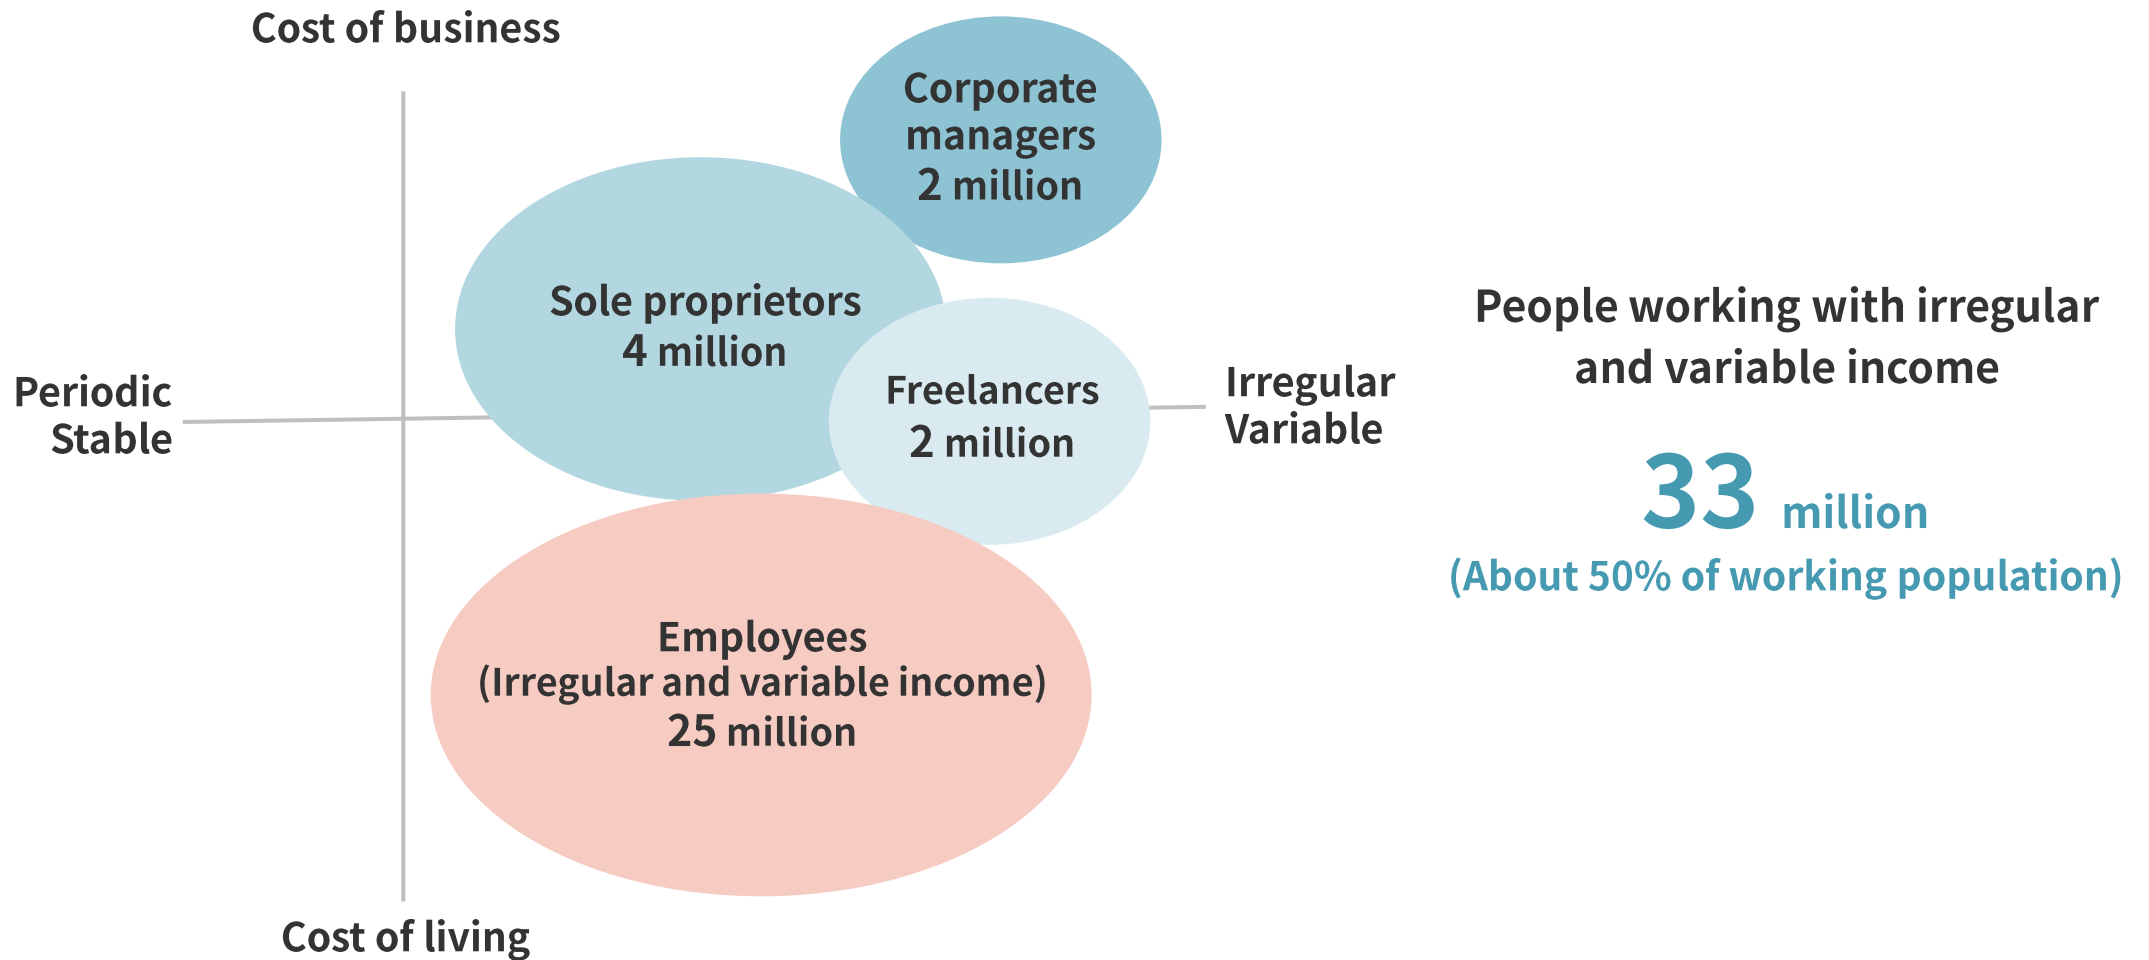 Cost of business
Corporate
managers
2 million
Sole proprietors
4 million
Freelancers
2 million
Periodic
Stable
Irregular
Variable
Employees
(Irregular and variable income)
25 million
Cost of living
People working with irregular
and variable income
33 million
(About 50% of working population)